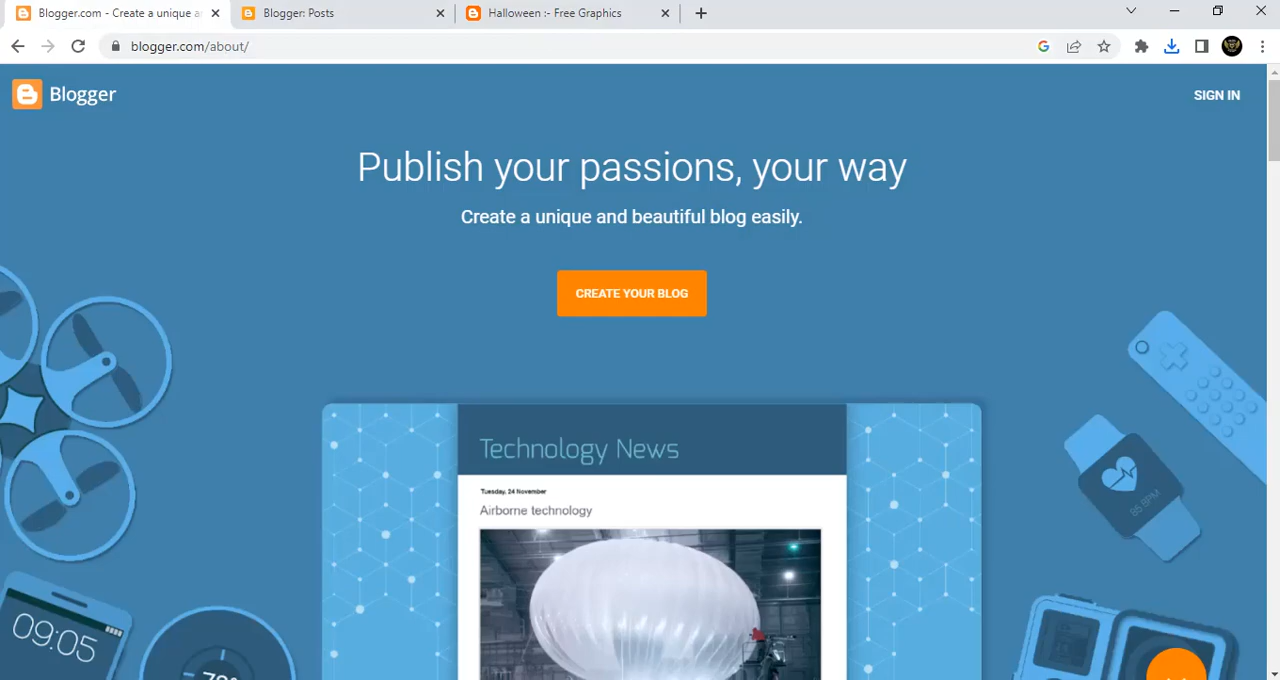 Blogger.com - Create a unique a
Blogger: Posts
Halloween :- Free Graphics
blogger.com/about/
Blogger
SIGN IN
Publish your passions, your way
Create a unique and beautiful blog easily.
CREATE YOUR BLOG
Technology News
Tuesday, 24 November
Airborne technology
85 BPM
09:05